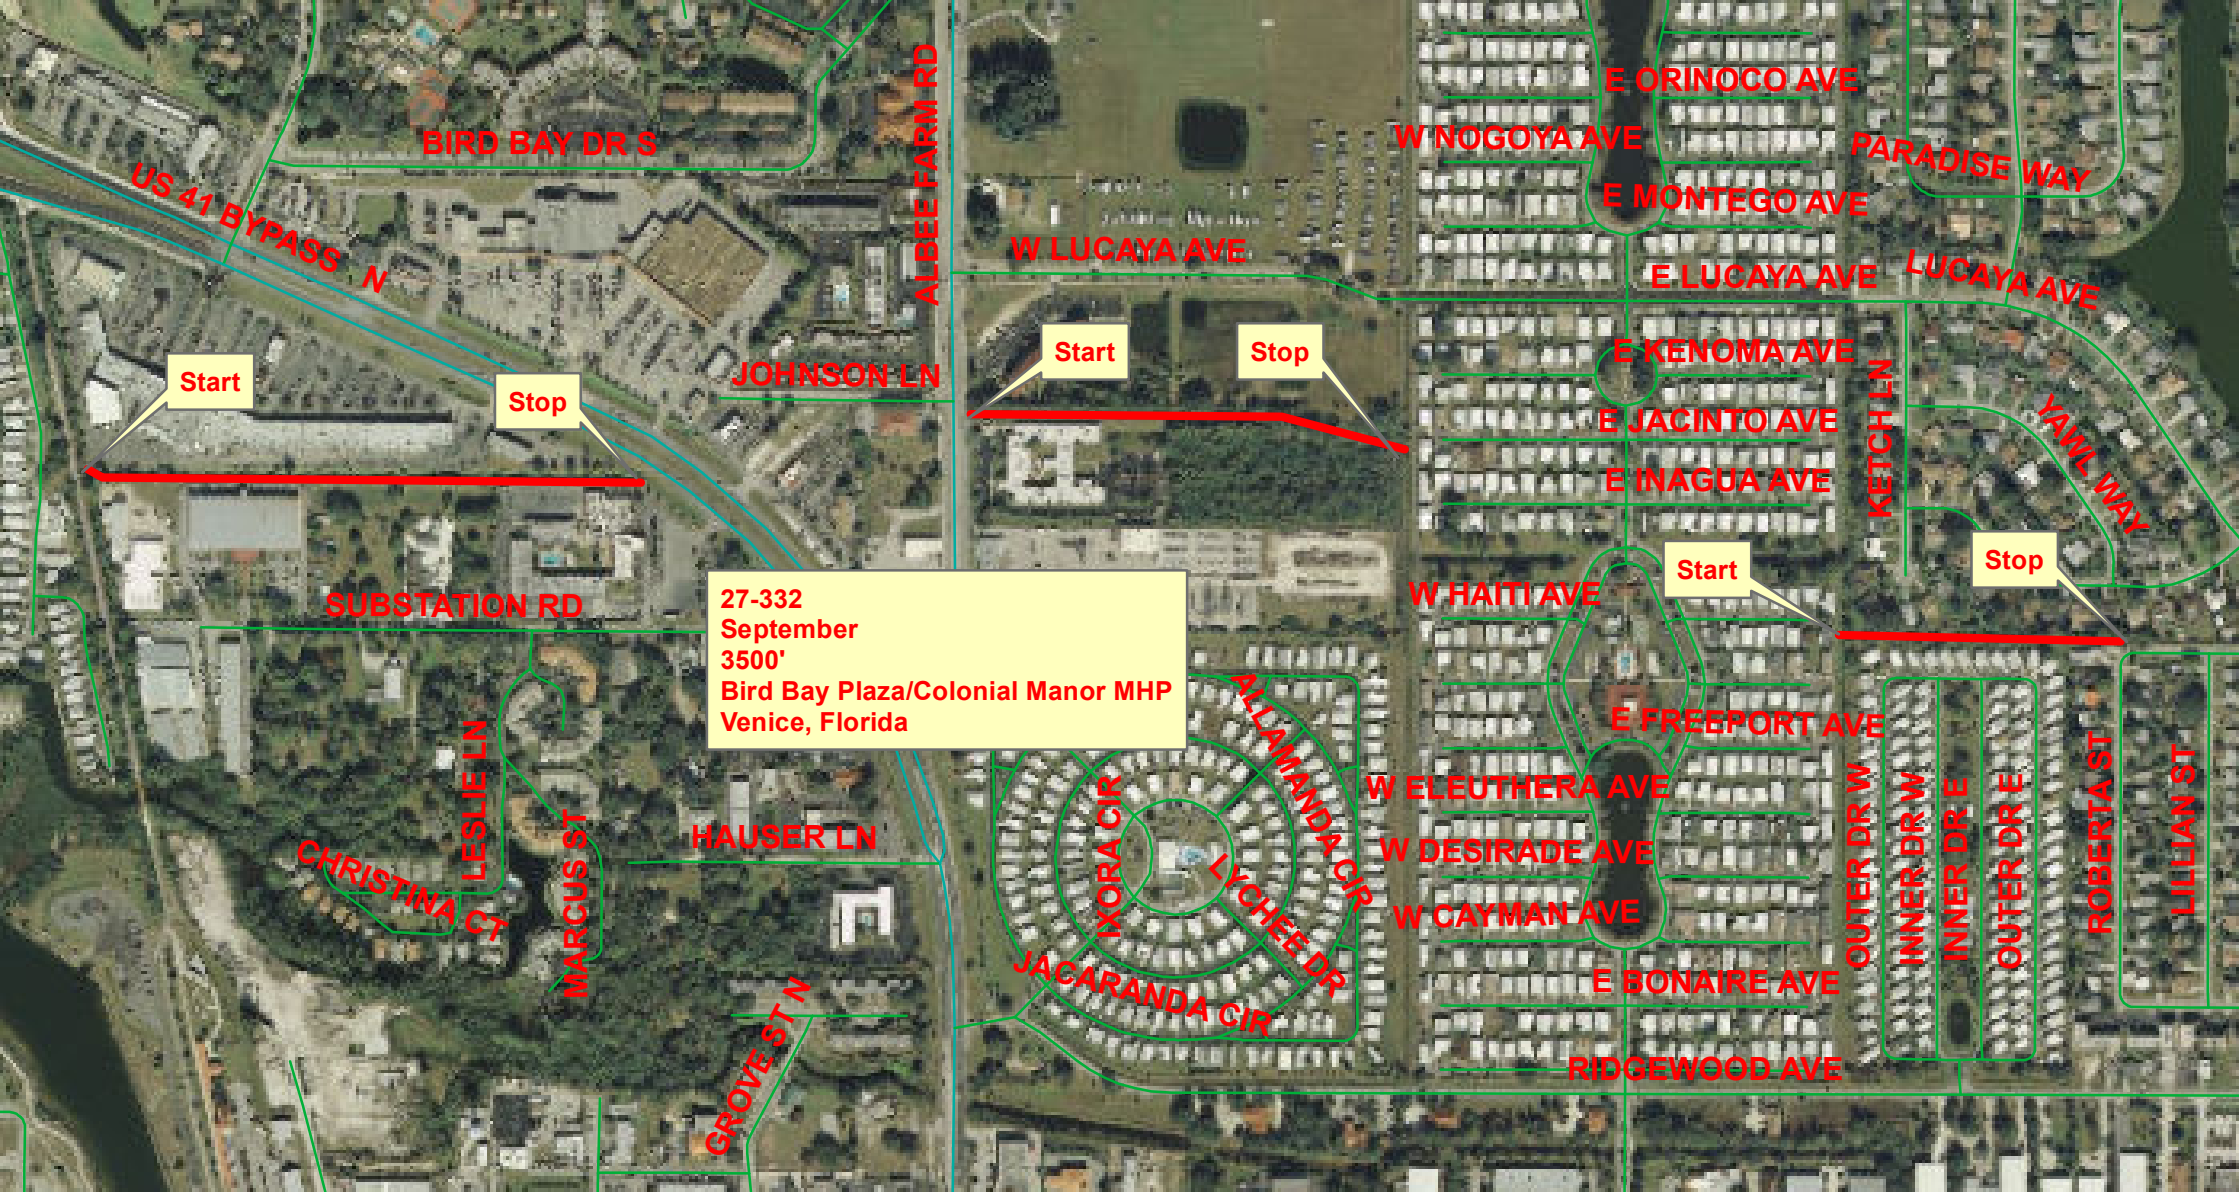 E ORINOCO AVE
BIRD BAY DR S
ALBEE FARM RD
W NOGOYA AVE
PARADISE WAY
US 41 BYPASS N
E MONTEGO AVE
W LUCAYA AVE
E LUCAYA AVE
LUCAYA AVE
Start
Stop
E KENOMA AVE
Start
Stop
JOHNSON LN
KETCH LN
YAWL WAY
E JACINTO AVE
E INAGUA AVE
Start
Stop
W HAITI AVE
SUBSTATION RD
27-332
September
3500'
Bird Bay Plaza/Colonial Manor MHP
Venice, Florida
E FREEPORT AVE
ALLAMANDA CIR
W ELEUTHERA AVE
LESLIE LN
MARCUS ST
HAUSER LN
IXORA CIR
LYCHEE DR
W DESIRADE AVE
OUTER DR W
INNER DR W
INNER DR E
OUTER DR E
ROBERTA ST
LILLIAN ST
CHRISTINA CT
W CAYMAN AVE
JACARANDA CIR
E BONAIRE AVE
GROVE ST N
RIDGEWOOD AVE